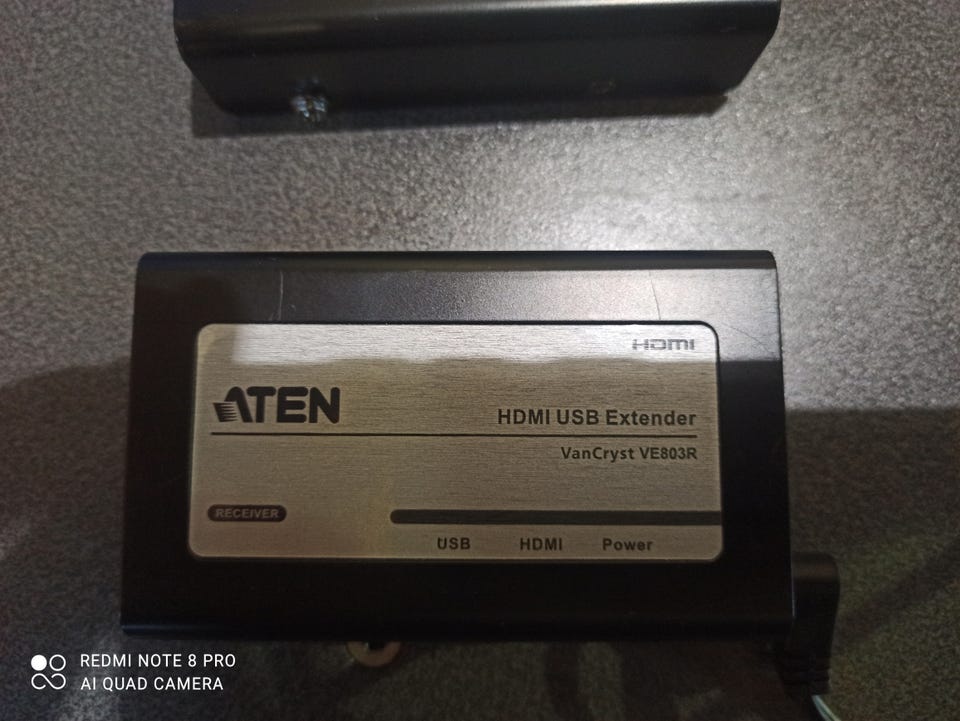 HDMI
ATEN
HDMI USB Extender
VanCryst VE803R
RECEIVER
USB HDMI Power
REDMI NOTE 8 PRO
AI QUAD CAMERA